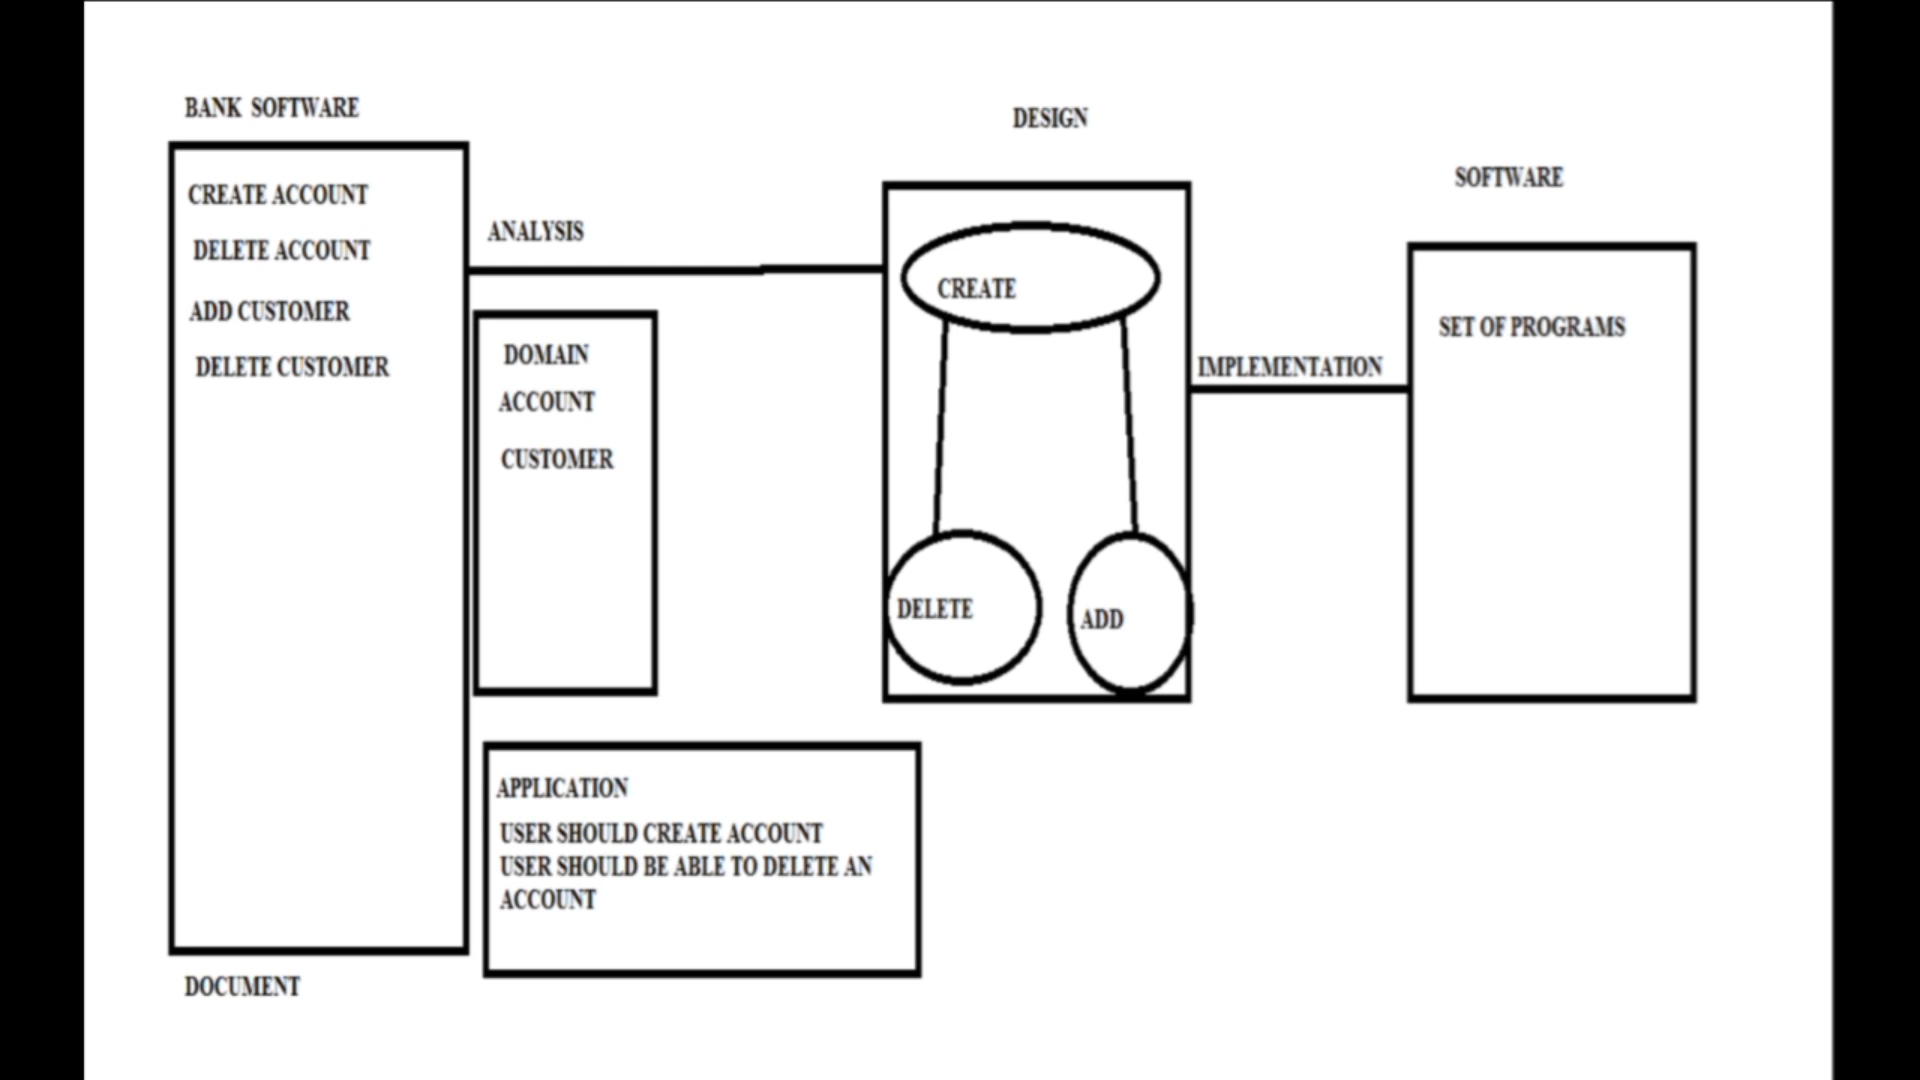 BANK SOFTWARE
CREATE ACCOUNT
DELETE ACCOUNT
ADD CUSTOMER
DELETE CUSTOMER
DOCUMENT
ANALYSIS
DOMAIN
ACCOUNT
CUSTOMER
APPLICATION
USER SHOULD CREATE ACCOUNT
USER SHOULD BE ABLE TO DELETE AN
ACCOUNT
DESIGN
CREATE
DELETE
ADD
IMPLEMENTATION
SOFTWARE
SET OF PROGRAMS